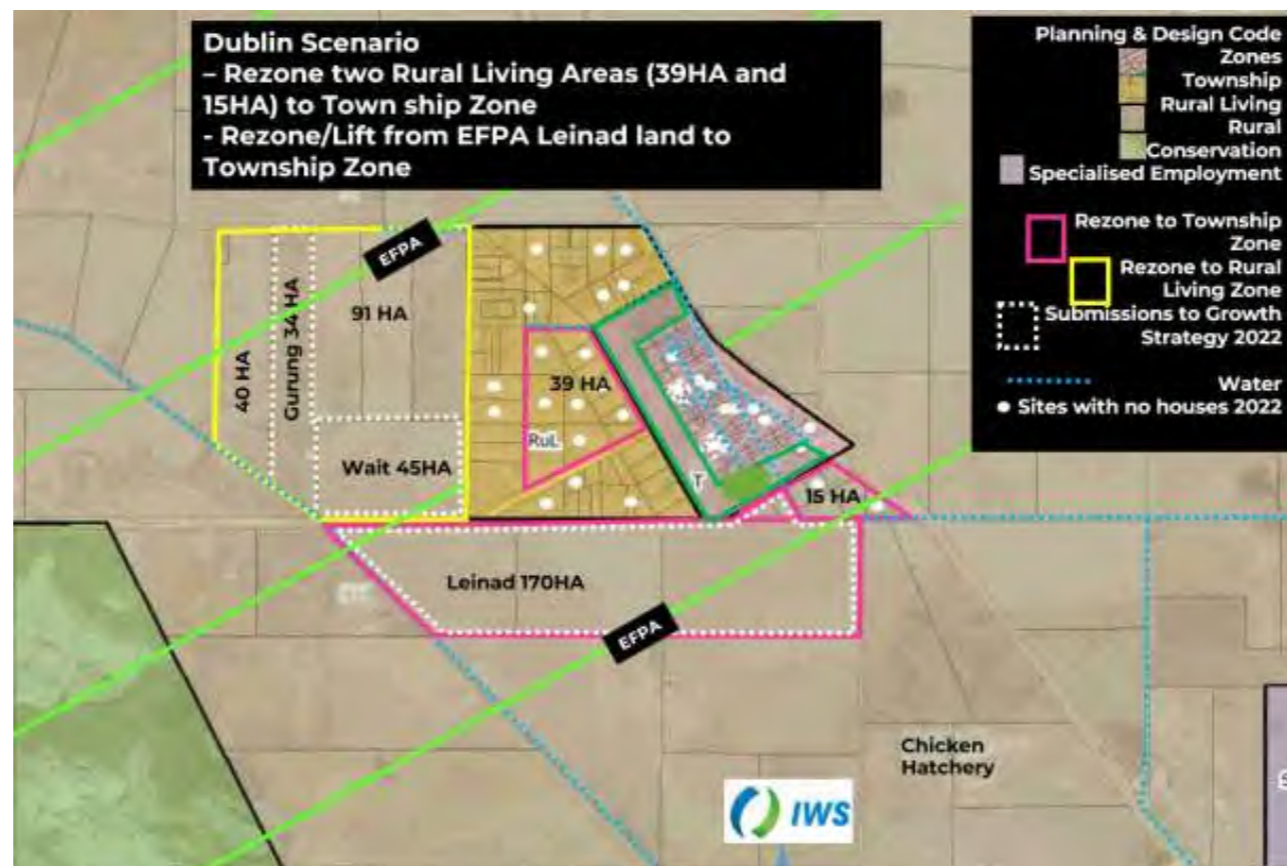 Dublin Scenario
– Rezone two Rural Living Areas (39HA and
15HA) to Town ship Zone
- Rezone/Lift from EFPA Leinad land to
Township Zone
Planning & Design Code
Zones
Township
Rural Living
Rural
Conservation
Specialised Employment
Rezone to Township
Zone
Rezone to Rural
Living Zone
Submissions to Growth
Strategy 2022
Water
Sites with no houses 2022
EFPA
40 HA
Gurung 34 HA
91 HA
Wait 45HA
39 HA
RuL
T
15 HA
Leinad 170HA
EFPA
Chicken
Hatchery
IWS